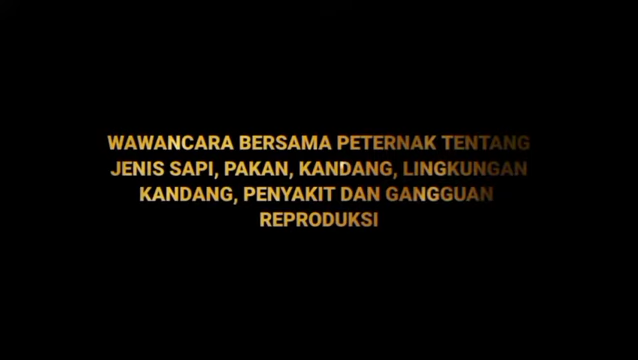 WAWANCARA BERSAMA PETERNAK TENTANG
JENIS SAPI, PAKAN, KANDANG, LINGKUNGAN
KANDANG, PENYAKIT DAN GANGGUAN
REPRODUKSI